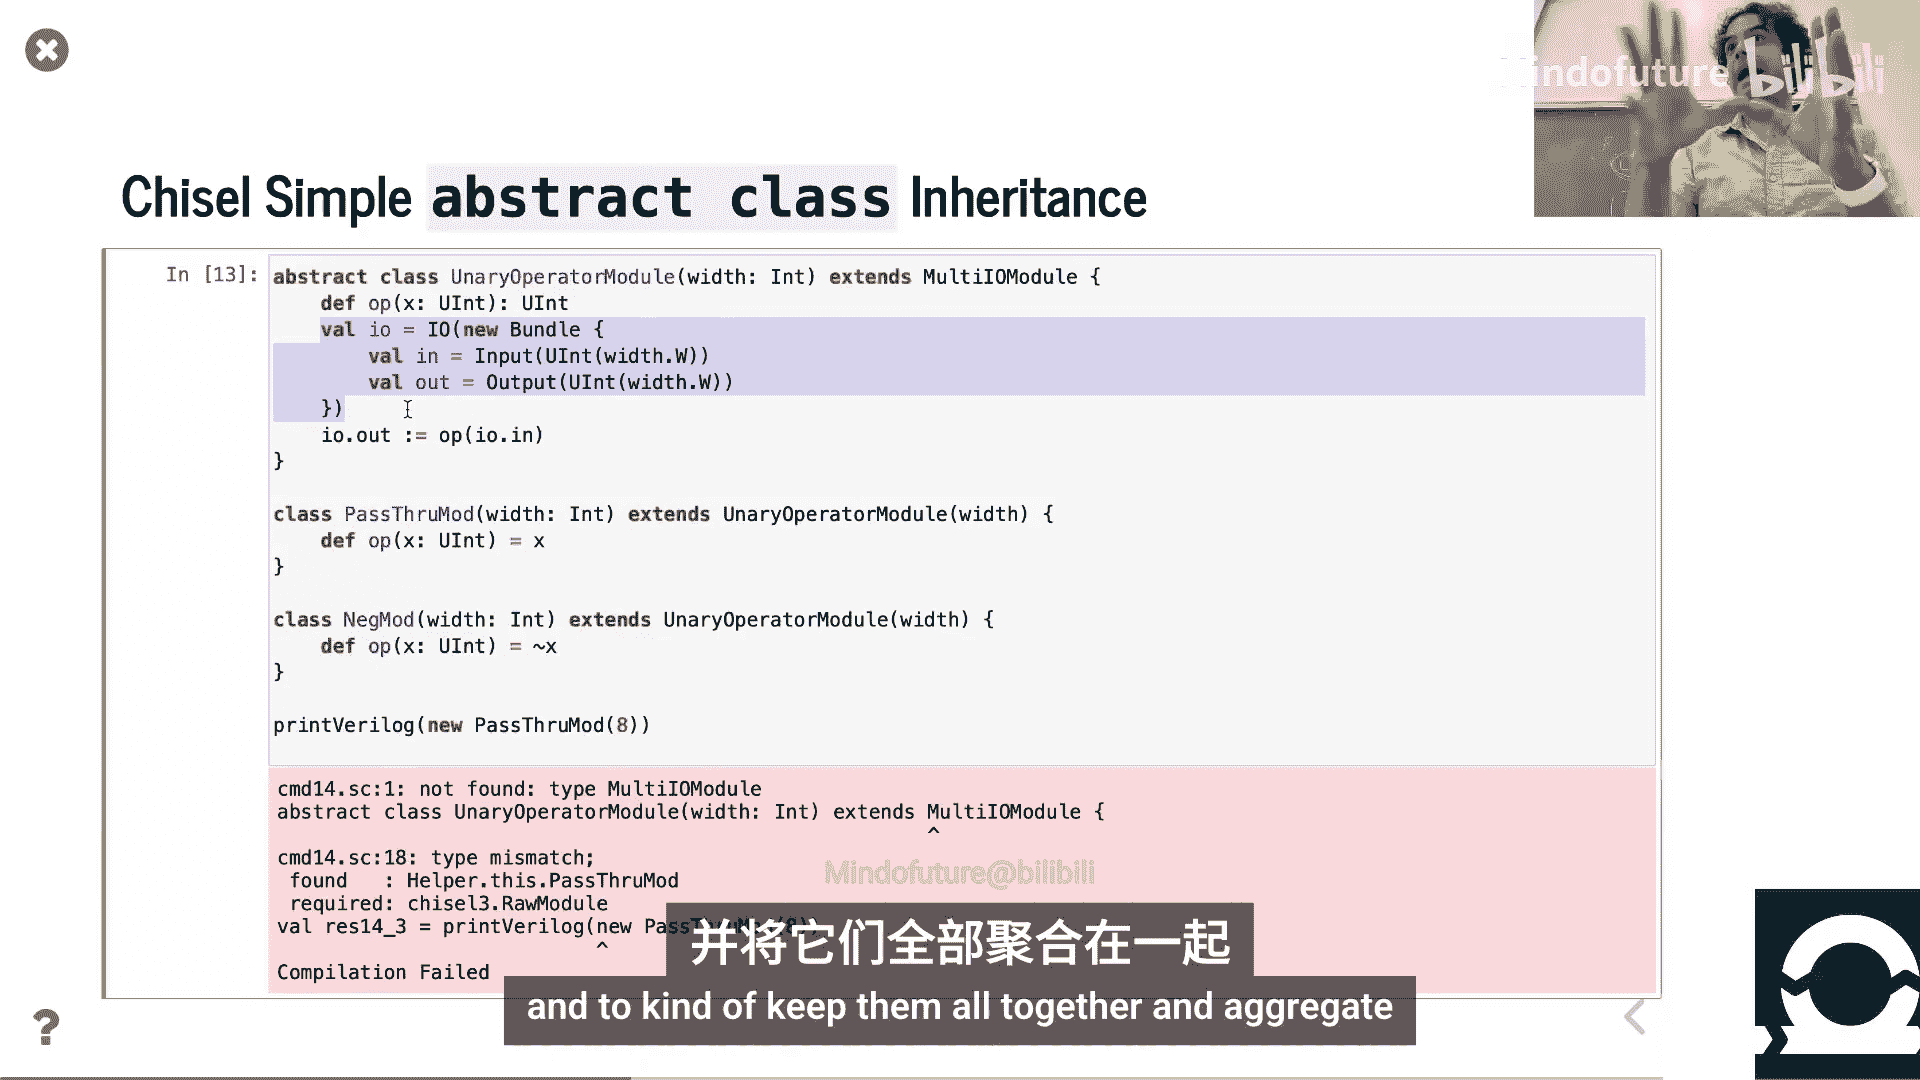 Mindofuture bilibili
Chisel Simple abstract class Inheritance
In [13]:
abstract class UnaryOperatorModule(width: Int) extends MultiIOModule {
    def op(x: UInt): UInt
    val io = IO(new Bundle {
        val in = Input(UInt(width.W))
        val out = Output(UInt(width.W))
    })
    io.out := op(io.in)
}
class PassThruMod(width: Int) extends UnaryOperatorModule(width) {
    def op(x: UInt) = x
}
class NegMod(width: Int) extends UnaryOperatorModule(width) {
    def op(x: UInt) = ~x
}
printVerilog(new PassThruMod(8))
cmd14.sc:1: not found: type MultiIOModule
abstract class UnaryOperatorModule(width: Int) extends MultiIOModule {
^
cmd14.sc:18: type mismatch;
 found   : Helper.this.PassThruMod
 required: chisel3.RawModule
val res14_3 = printVerilog(new PassThruMod(8))
^
Compilation Failed
Mindofuture@bilibili
并将它们全部聚合在一起
and to kind of keep them all together and aggregate
?